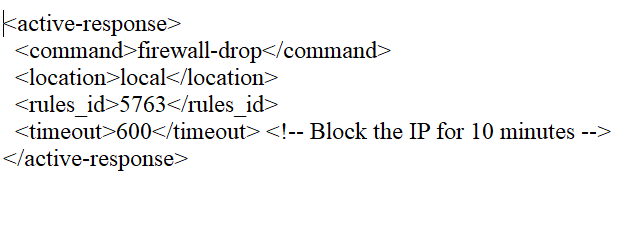 <active-response>
<command>firewall-drop</command>
<location>local</location>
<rules_id>5763</rules_id>
<timeout>600</timeout> <!-- Block the IP for 10 minutes -->
</active-response>